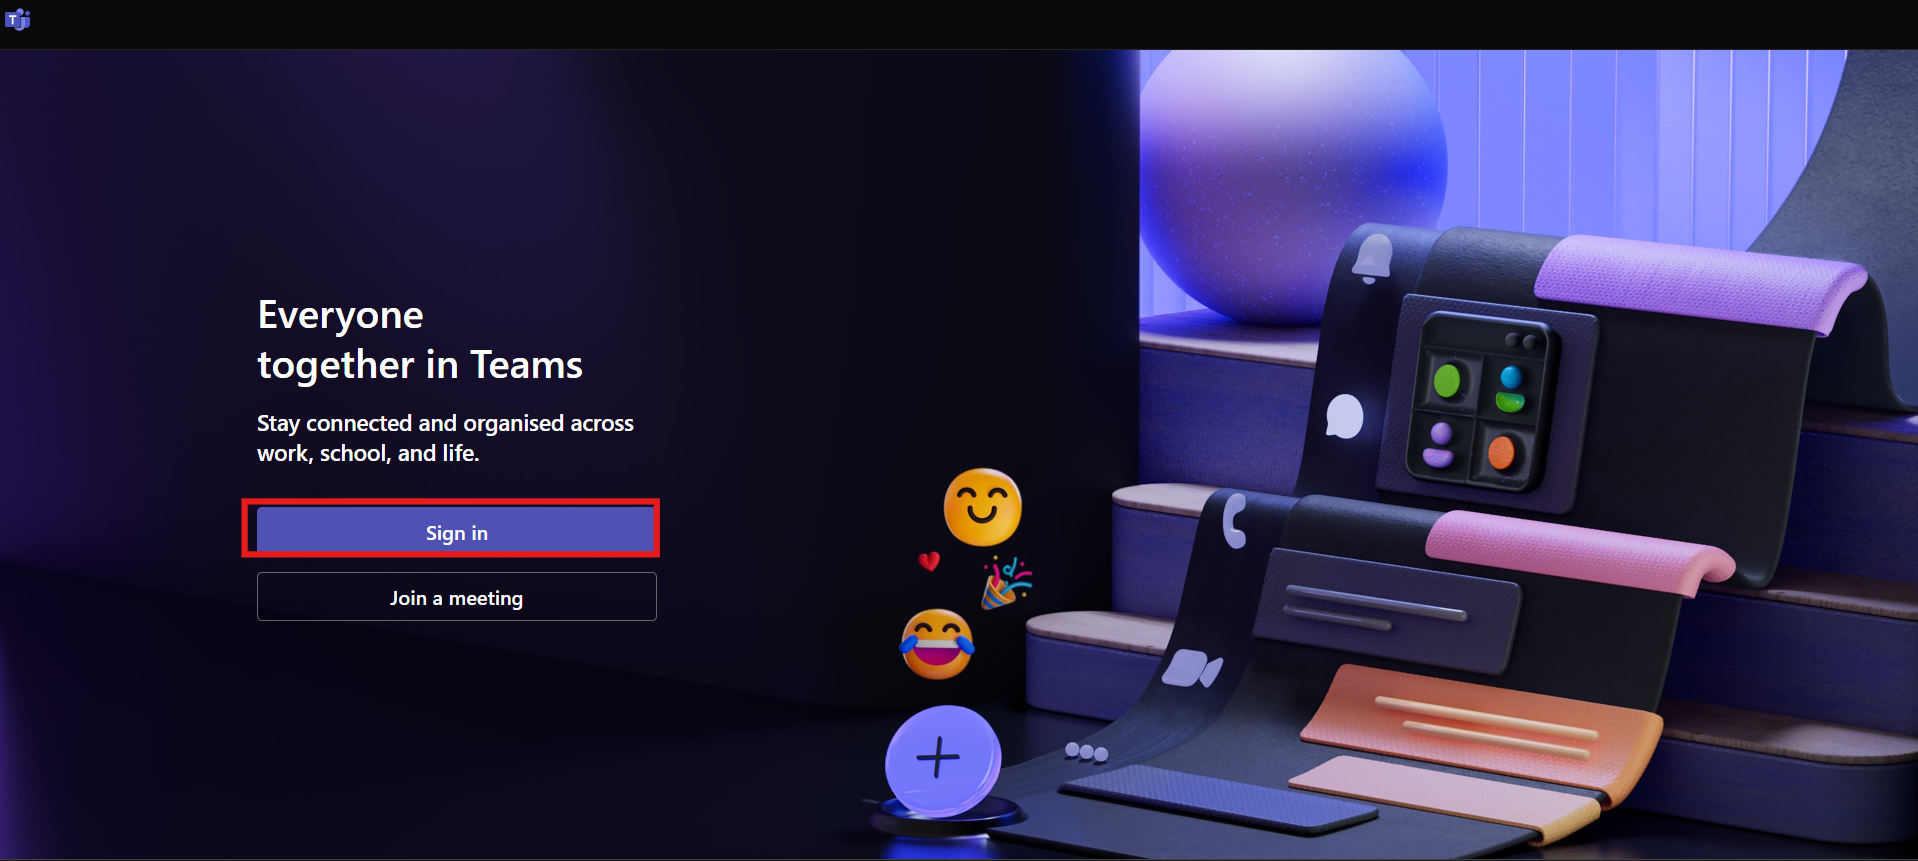 T
Everyone
together in Teams
Stay connected and organised across
work, school, and life.
Sign in
Join a meeting